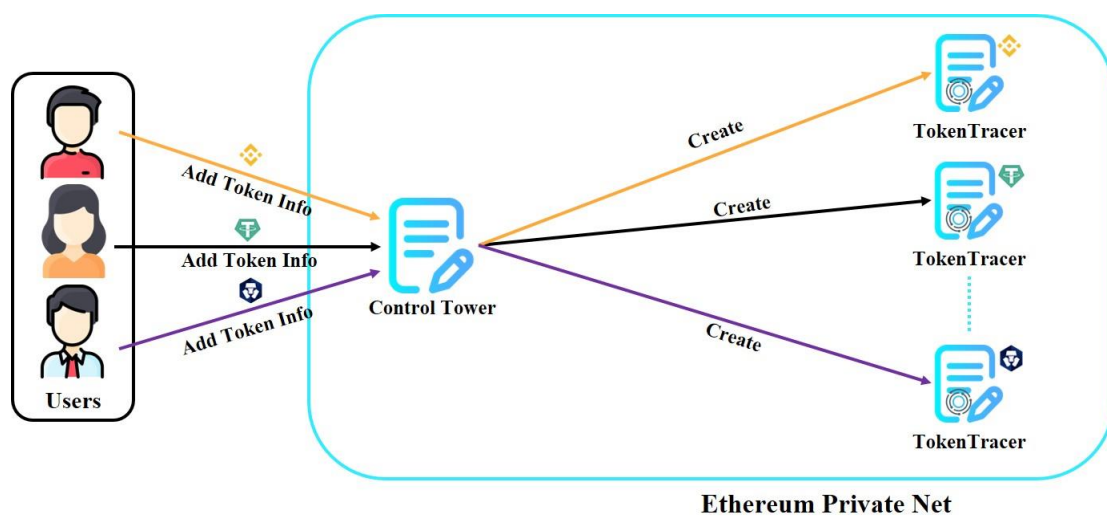 Users
Add Token Info
Add Token Info
Add Token Info
Control Tower
Create
Create
Create
TokenTracer
TokenTracer
TokenTracer
Ethereum Private Net